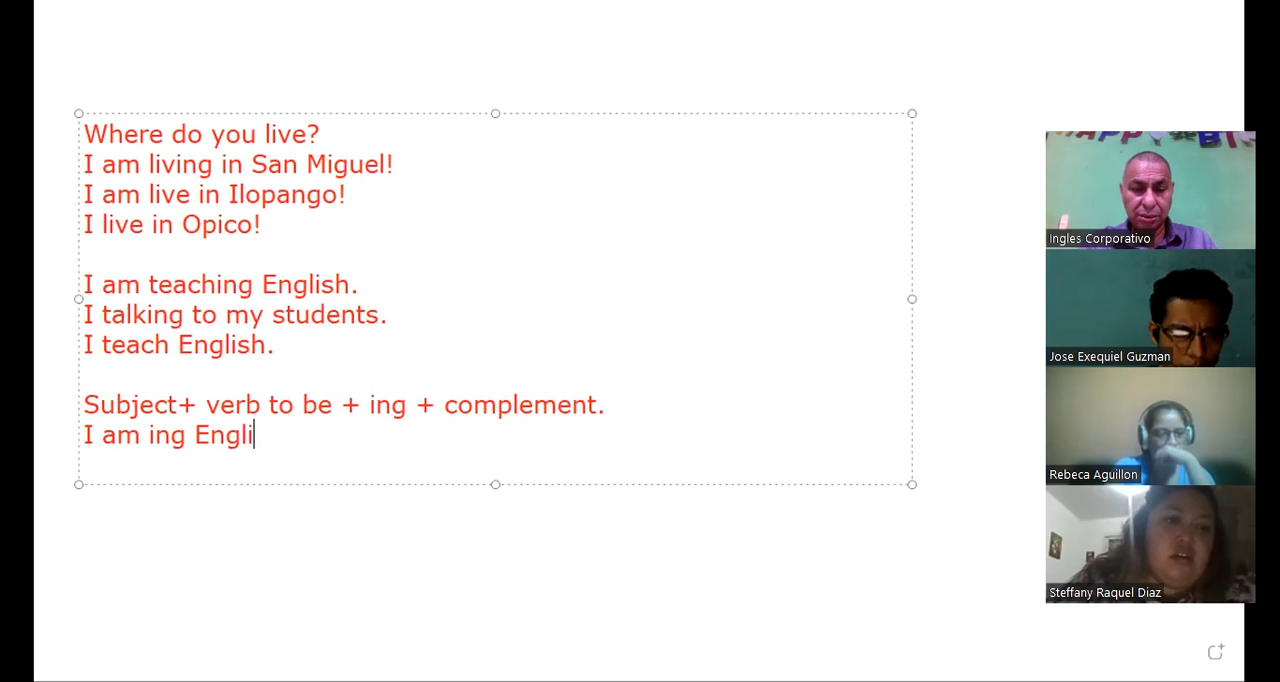 Where do you live?
I am living in San Miguel!
I am live in Ilopango!
I live in Opico!
I am teaching English.
I talking to my students.
I teach English.
Subject+ verb to be + ing + complement.
I am ing Engli
Ingles Corporativo
Jose Exequiel Guzman
Rebeca Aguillon
Steffany Raquel Diaz